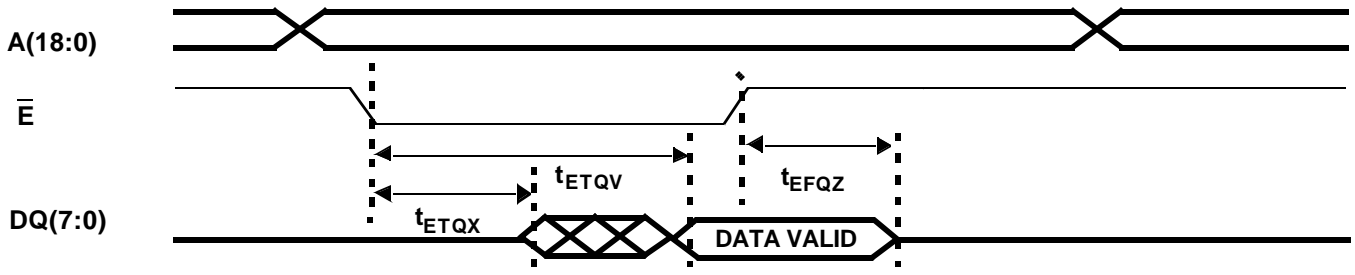 A(18:0)
E̅
tETQV
tEFQZ
tETQX
DQ(7:0)
DATA VALID